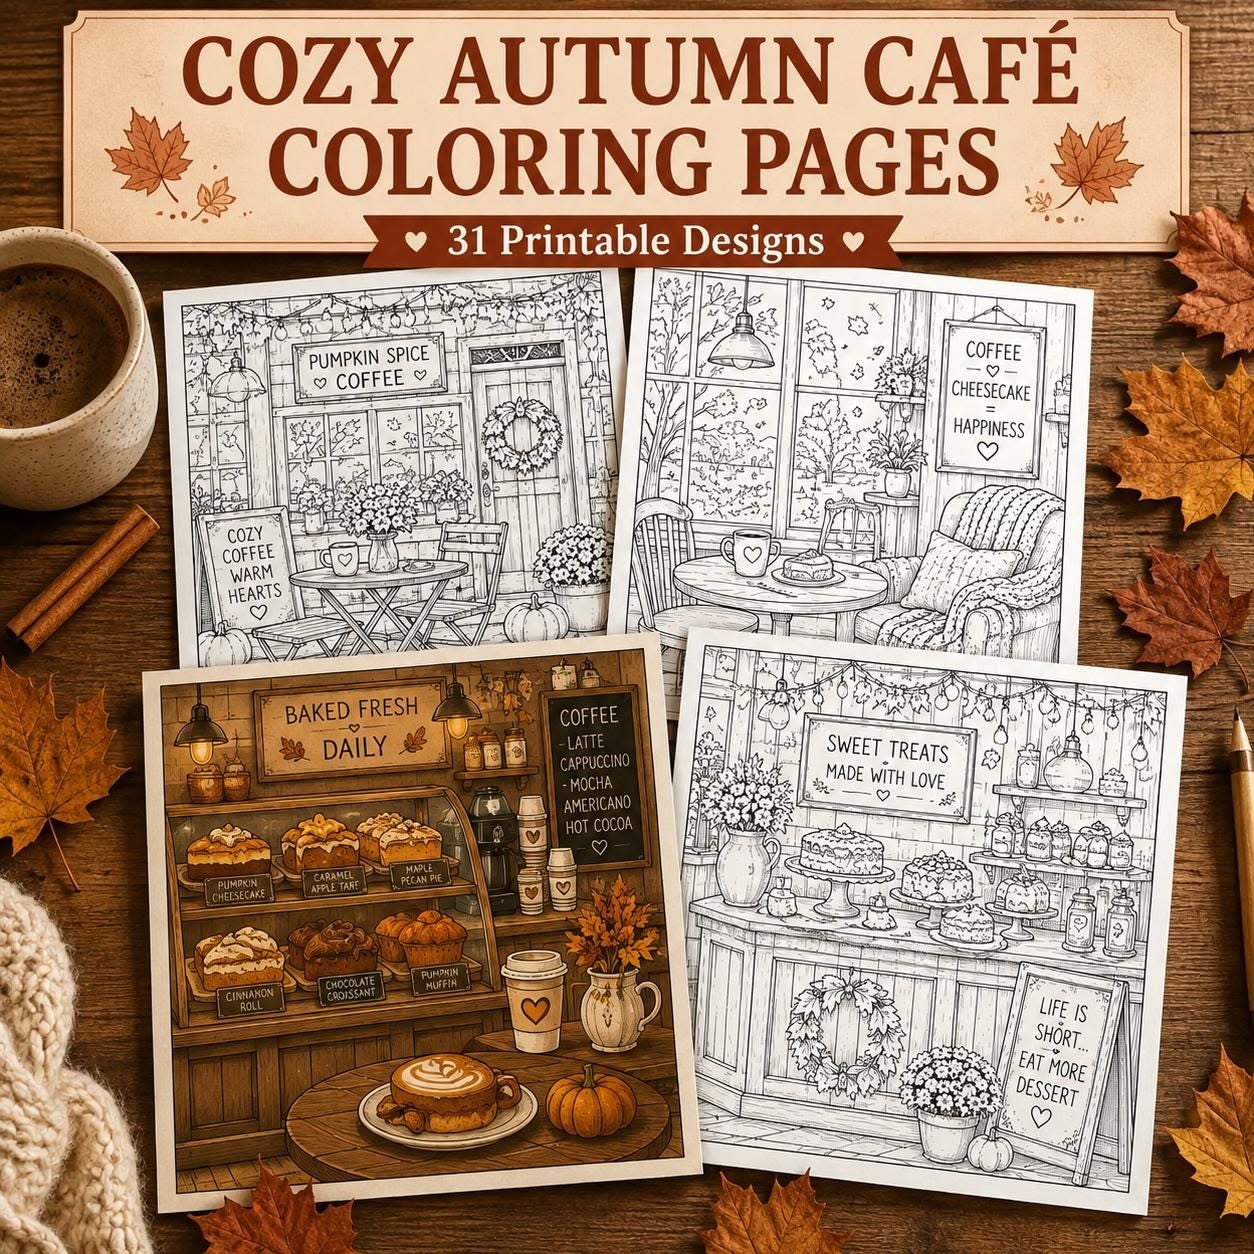 COZY AUTUMN CAFÉ
COLORING PAGES
31 Printable Designs
PUMPKIN SPICE
COFFEE
COZY
COFFEE
WARM
HEARTS
COFFEE
CHEESECAKE
=
HAPPINESS
BAKED FRESH
DAILY
COFFEE
- LATTE
CAPPUCCINO
- MOCHA
AMERICANO
HOT COCOA
PUMPKIN
CHEESECAKE
CARAMEL
APPLE TART
MAPLE
PECAN PIE
CINNAMON
ROLL
CHOCOLATE
CROISSANT
PUMPKIN
MUFFIN
SWEET TREATS
MADE WITH LOVE
LIFE IS
SHORT...
EAT MORE
DESSERT